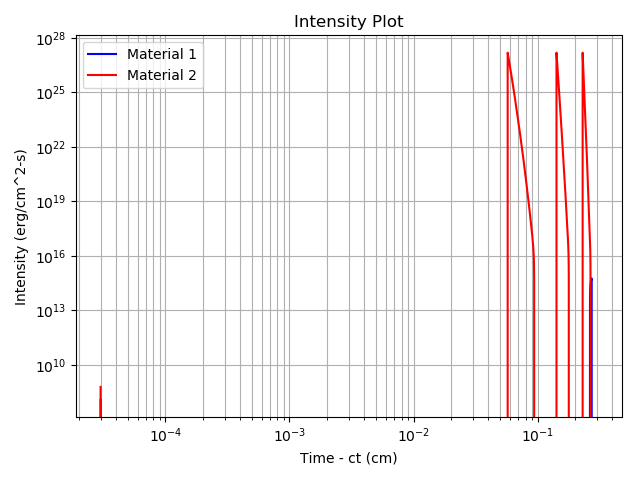 Intensity Plot
Material 1
Material 2
Intensity (erg/cm^2-s)
10^28
10^25
10^22
10^19
10^16
10^13
10^10
10^−4
10^−3
10^−2
10^−1
Time - ct (cm)